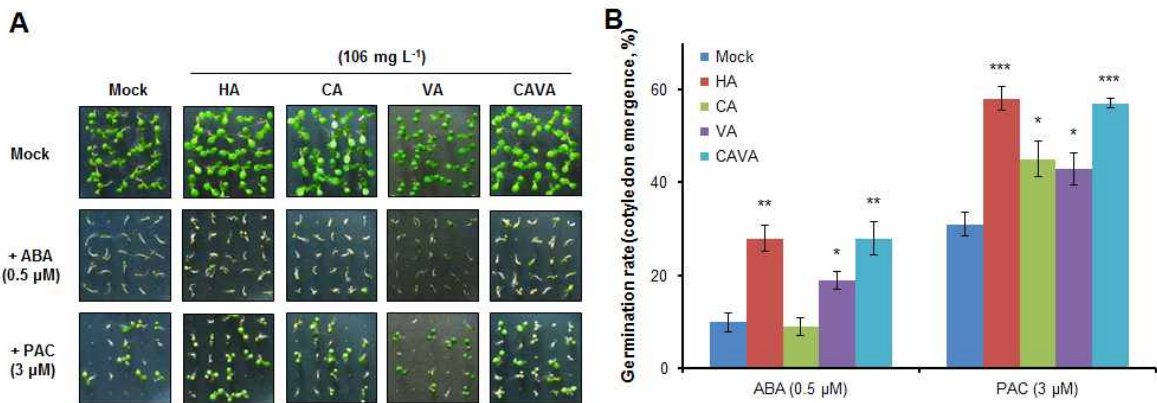 A
(106 mg L⁻¹)
Mock HA CA VA CAVA
Mock
+ ABA
(0.5 µM)
+ PAC
(3 µM)
B
Germination rate (cotyledon emergence, %)
60
40
20
0
Mock
HA
CA
VA
CAVA
** * **
*** * * ***
ABA (0.5 µM) PAC (3 µM)